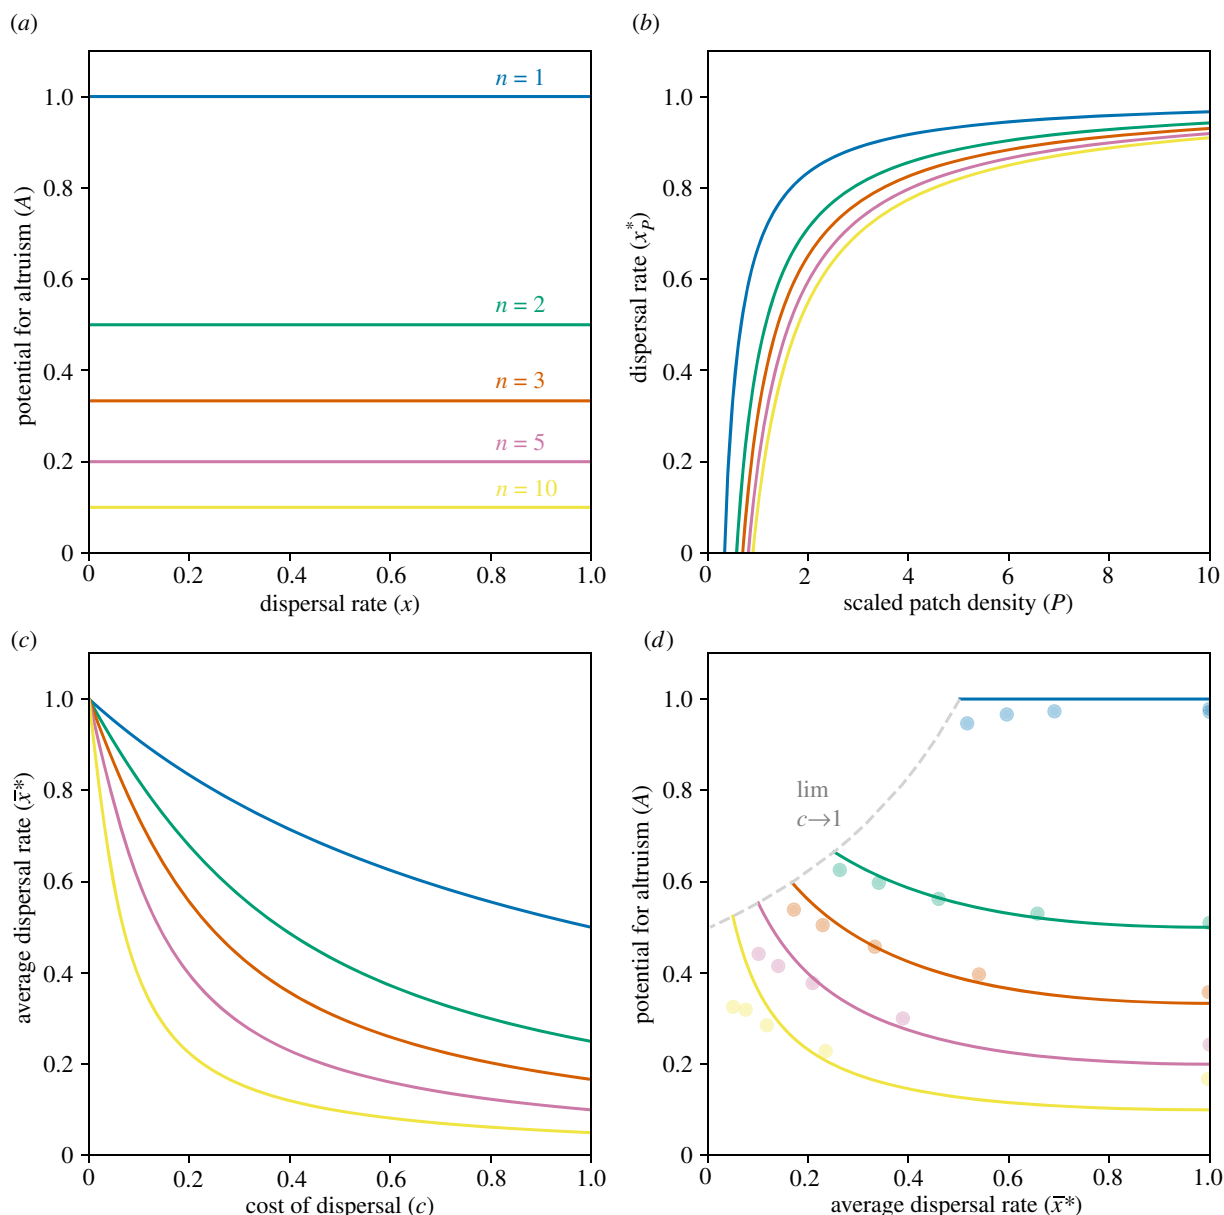 (a)
1.0
0.8
0.6
0.4
0.2
0
potential for altruism (A)
n = 1
n = 2
n = 3
n = 5
n = 10
0 0.2 0.4 0.6 0.8 1.0
dispersal rate (x)
(b)
1.0
0.8
0.6
0.4
0.2
0
dispersal rate (x*P)
0 2 4 6 8 10
scaled patch density (P)
(c)
1.0
0.8
0.6
0.4
0.2
0
average dispersal rate (x̄*)
0 0.2 0.4 0.6 0.8 1.0
cost of dispersal (c)
(d)
1.0
0.8
0.6
0.4
0.2
0
potential for altruism (A)
lim
c→1
0 0.2 0.4 0.6 0.8 1.0
average dispersal rate (x̄*)